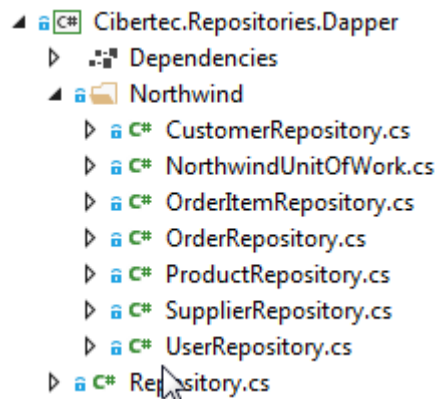 C# Cibertec.Repositories.Dapper
Dependencies
Northwind
C# CustomerRepository.cs
C# NorthwindUnitOfWork.cs
C# OrderItemRepository.cs
C# OrderRepository.cs
C# ProductRepository.cs
C# SupplierRepository.cs
C# UserRepository.cs
C# Repository.cs